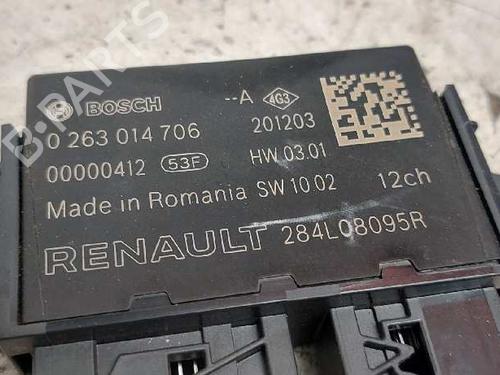 B-PARTS
BOSCH --A 4G3
0 263 014 706 201203
00000412 53F HW 03.01
Made in Romania SW 10 02 12ch
RENAULT 284L08095R